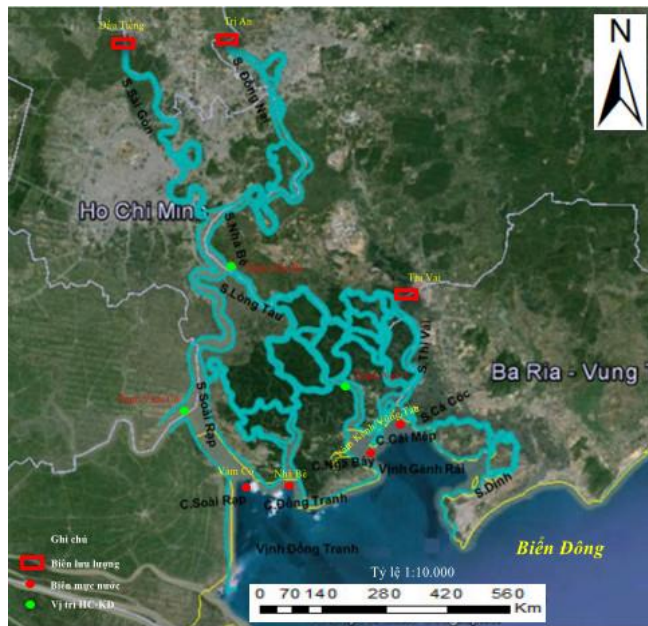 Dầu Tiếng
Trị An
N
S. Sài Gòn
S. Đồng Nai
Ho Chi Min
S.Nhà Bè
S.Lòng Tàu
Thị Vải
S.Thị Vải
Ba Ria - Vung T
S.Soài Rạp
S.Cá Cóc
C.Cái Mép
C.Ngã Bảy
Vịnh Gành Rái
S.Dinh
Vàm Cỏ
Nhà Bè
C.Soài Rạp
C.Đồng Tranh
Vịnh Đồng Tranh
Biển Đông
Ghi chú
Biên lưu lượng
Biên mực nước
Vị trí HC-KĐ
Tỷ lệ 1:10.000
0 70 140 280 420 560
Km